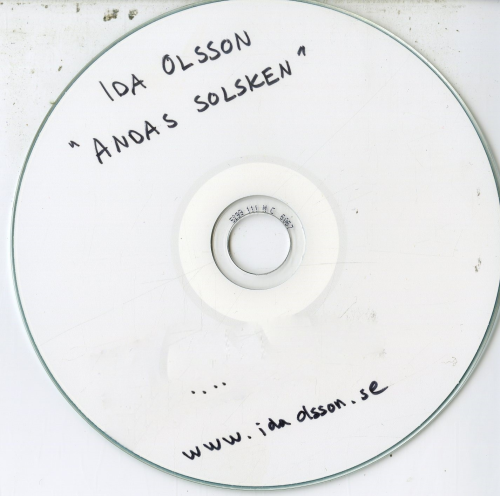 IDA OLSSON
"ANDAS SOLSKEN"
....
www.idaolsson.se